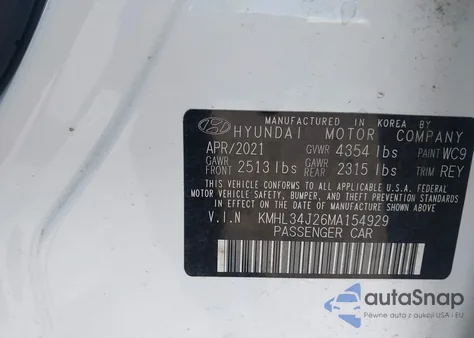 MANUFACTURED IN KOREA BY
HYUNDAI MOTOR COMPANY
APR/2021 GVWR 4354 lbs PAINT WC9
GAWR FRONT 2513 lbs GAWR REAR 2315 lbs TRIM REY
THIS VEHICLE CONFORMS TO ALL APPLICABLE U.S.A. FEDERAL
MOTOR VEHICLE SAFETY, BUMPER, AND THEFT PREVENTION
STANDARDS IN EFFECT ON THE DATE OF MANUFACTURE SHOWN ABOVE.
V.I.N KMHL34J26MA154929
PASSENGER CAR
autoSnap
Pewne auta z aukcji USA i EU